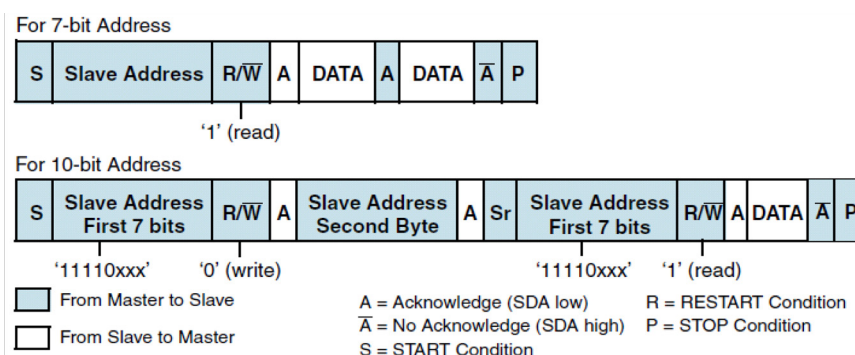 For 7-bit Address
S Slave Address R/W̅ A DATA A DATA A̅ P
‘1’ (read)
For 10-bit Address
S Slave Address First 7 bits R/W̅ A Slave Address Second Byte A Sr Slave Address First 7 bits R/W̅ A DATA A̅ P
‘11110xxx’ ‘0’ (write) ‘11110xxx’ ‘1’ (read)
From Master to Slave
From Slave to Master
A = Acknowledge (SDA low)
A̅ = No Acknowledge (SDA high)
S = START Condition
R = RESTART Condition
P = STOP Condition